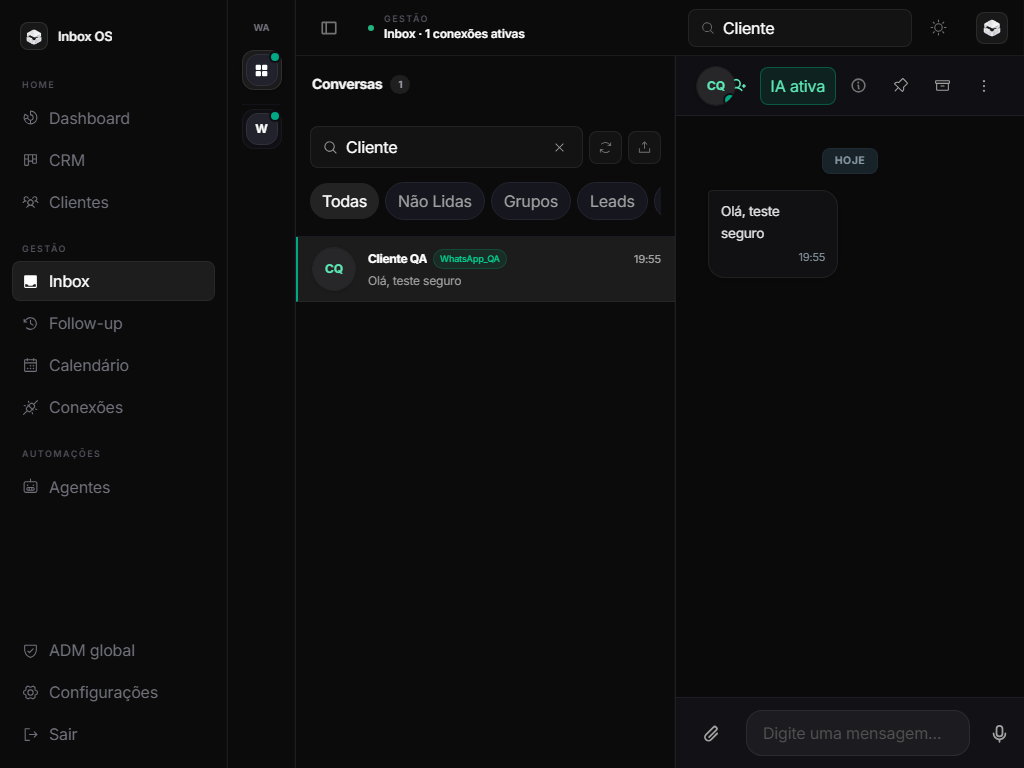 Inbox OS
HOME
Dashboard
CRM
Clientes
GESTÃO
Inbox
Follow-up
Calendário
Conexões
AUTOMAÇÕES
Agentes
ADM global
Configurações
Sair
WA
W
GESTÃO
Inbox · 1 conexões ativas
Cliente
Conversas 1
Cliente
Todas Não Lidas Grupos Leads
CQ Cliente QA WhatsApp_QA 19:55
Olá, teste seguro
CQ IA ativa
HOJE
Olá, teste
seguro
19:55
Digite uma mensagem...